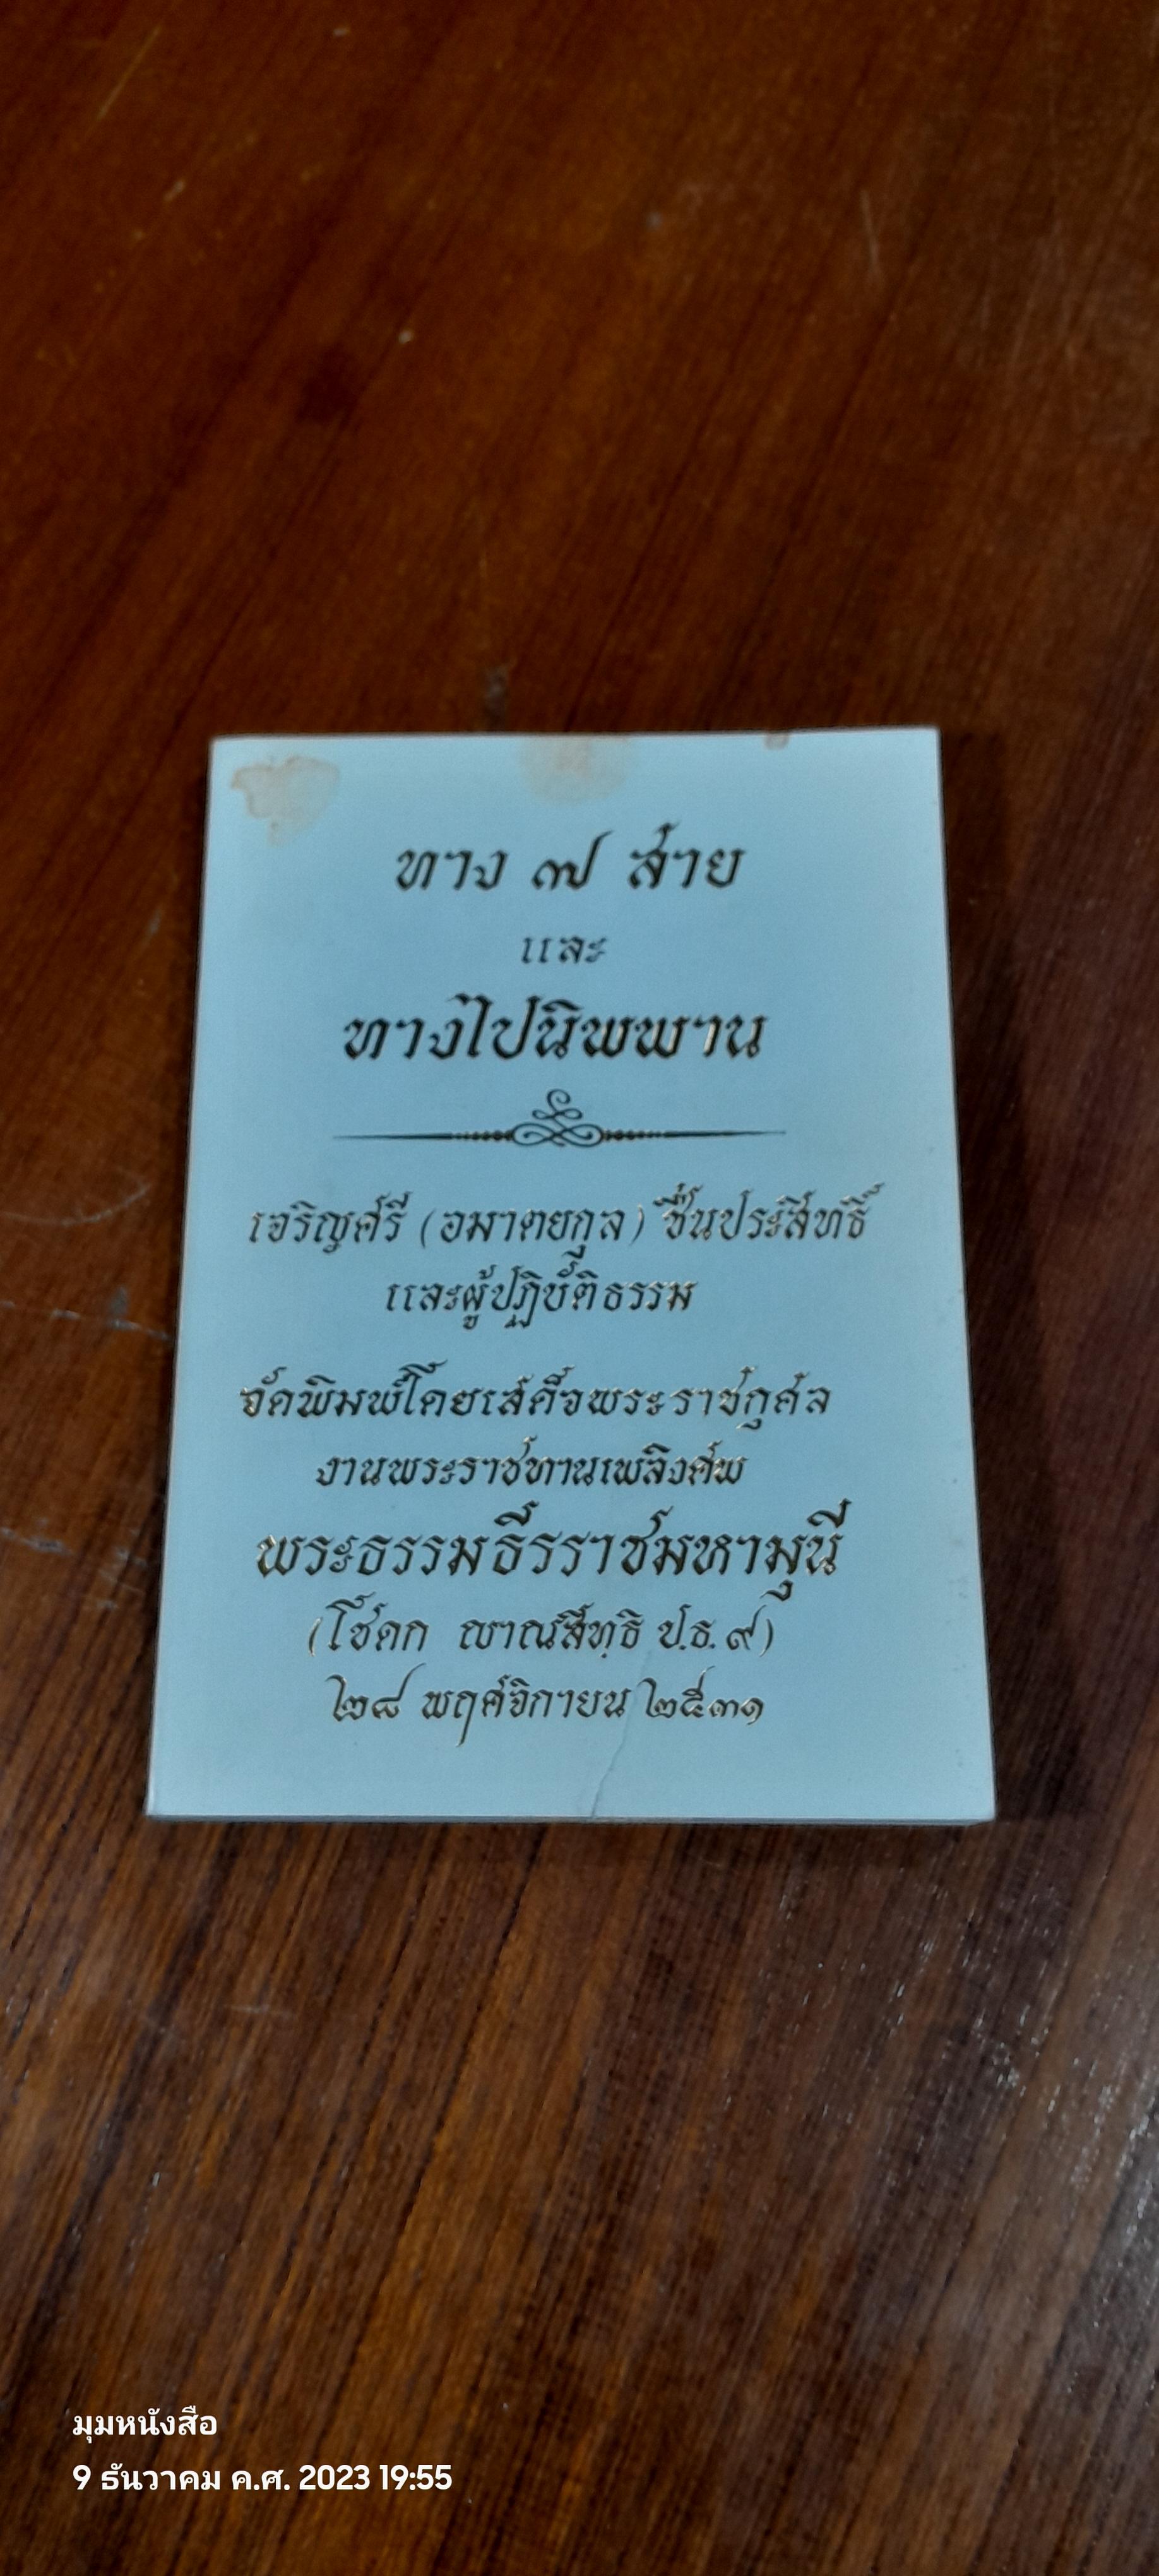 ทาง ๗ สาย
และ
ทางไปนิพพาน
เจริญศรี (อมาตยกุล) ชื่นประสิทธิ์
และผู้ปฏิบัติธรรม
จัดพิมพ์โดยเสด็จพระราชกุศล
งานพระราชทานเพลิงศพ
พระธรรมธีรราชมหามุนี
(โชดก ญาณสิทฺธิ ป.ธ. ๙)
๒๘ พฤศจิกายน ๒๕๓๑
มุมหนังสือ
9 ธันวาคม ค.ศ. 2023 19:55